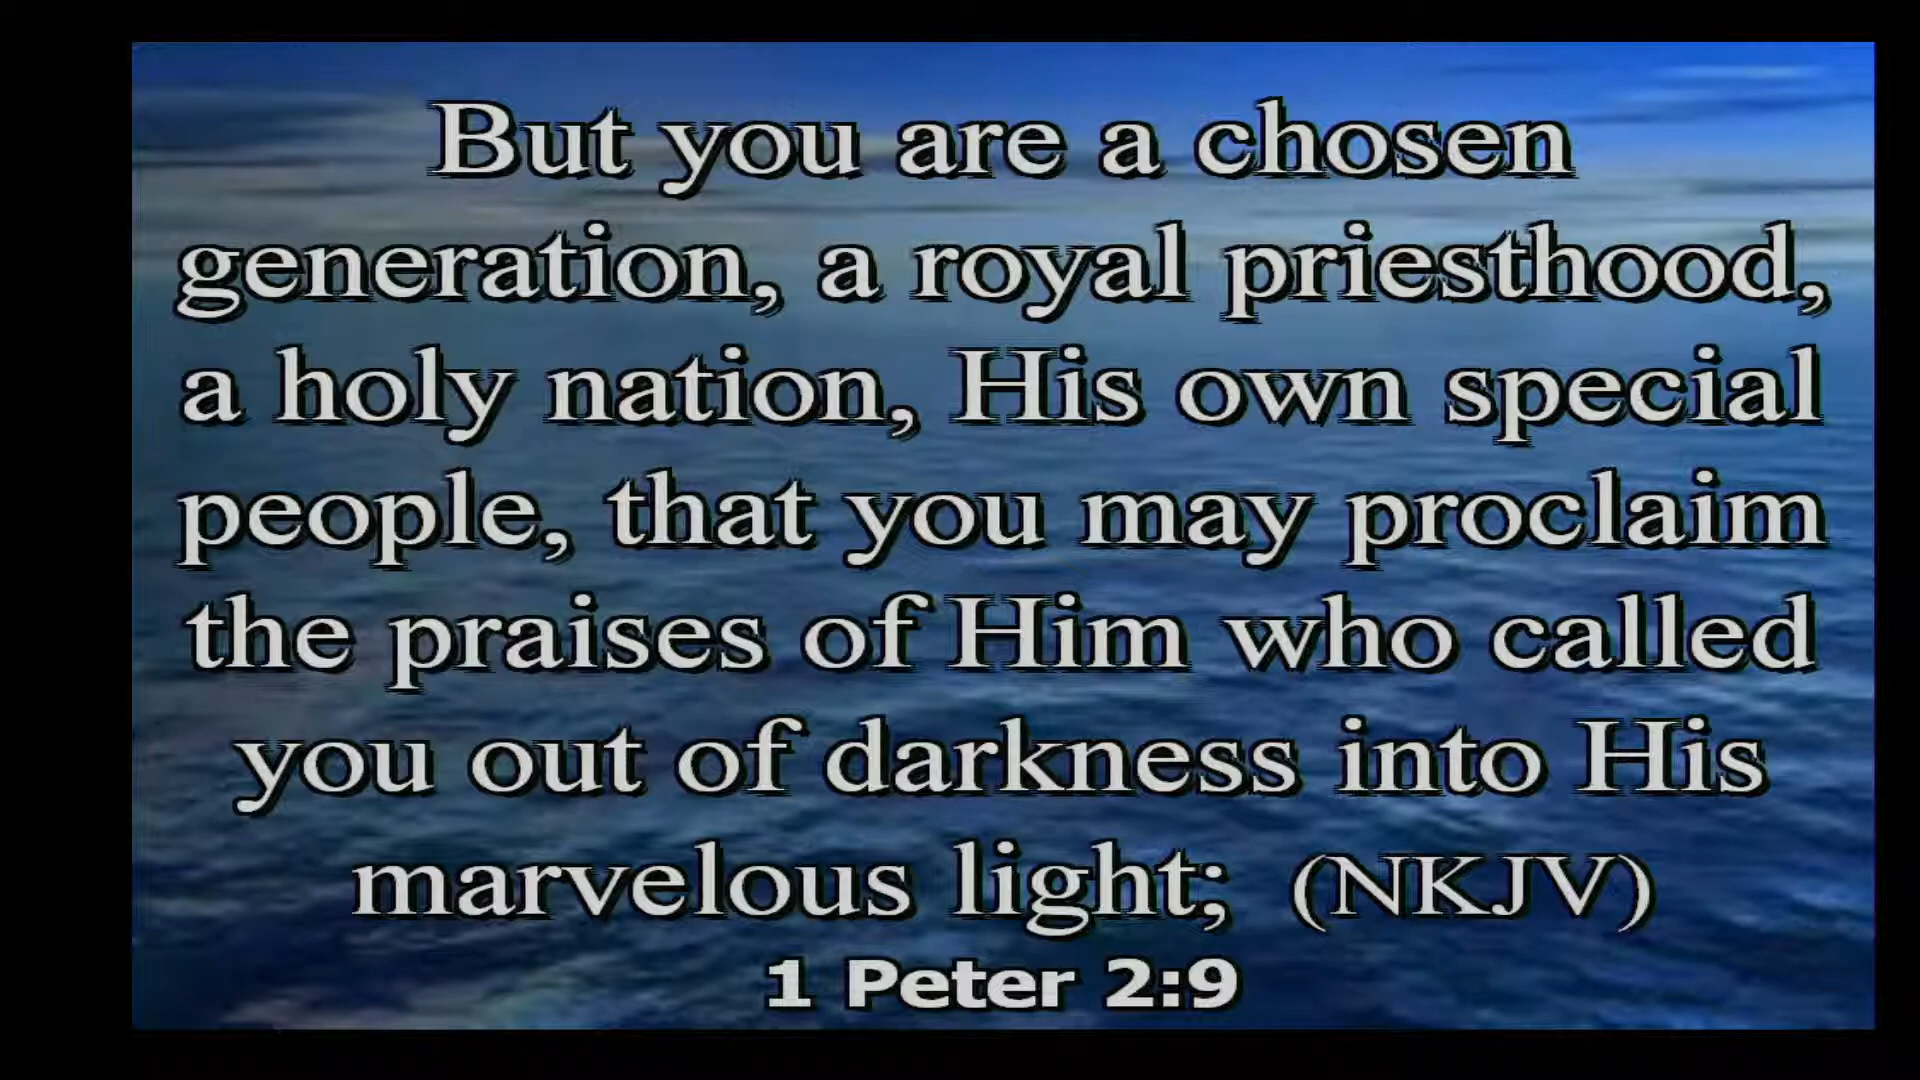 But you are a chosen
generation, a royal priesthood,
a holy nation, His own special
people, that you may proclaim
the praises of Him who called
you out of darkness into His
marvelous light; (NKJV)
1 Peter 2:9